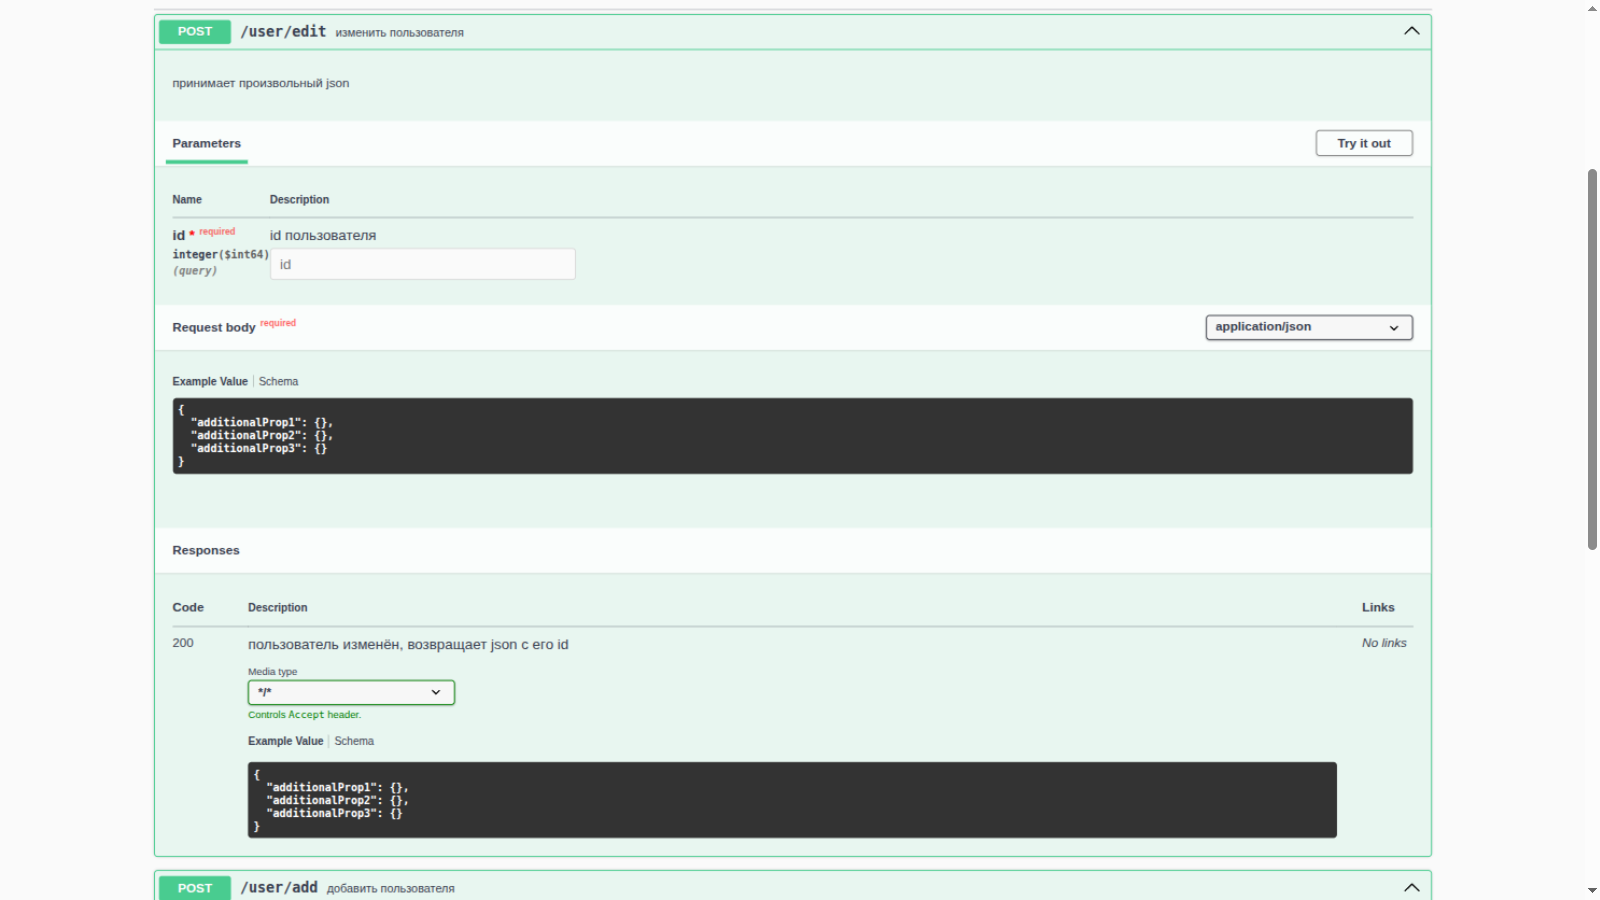 POST /user/edit изменить пользователя
принимает произвольный json
Parameters
Try it out
Name Description
id * required
integer($int64)
(query)
id пользователя
id
Request body required
application/json
Example Value Schema
{
  "additionalProp1": {},
  "additionalProp2": {},
  "additionalProp3": {}
}
Responses
Code Description Links
200 пользователь изменён, возвращает json с его id No links
Media type
*/*
Controls Accept header.
Example Value Schema
{
  "additionalProp1": {},
  "additionalProp2": {},
  "additionalProp3": {}
}
POST /user/add добавить пользователя